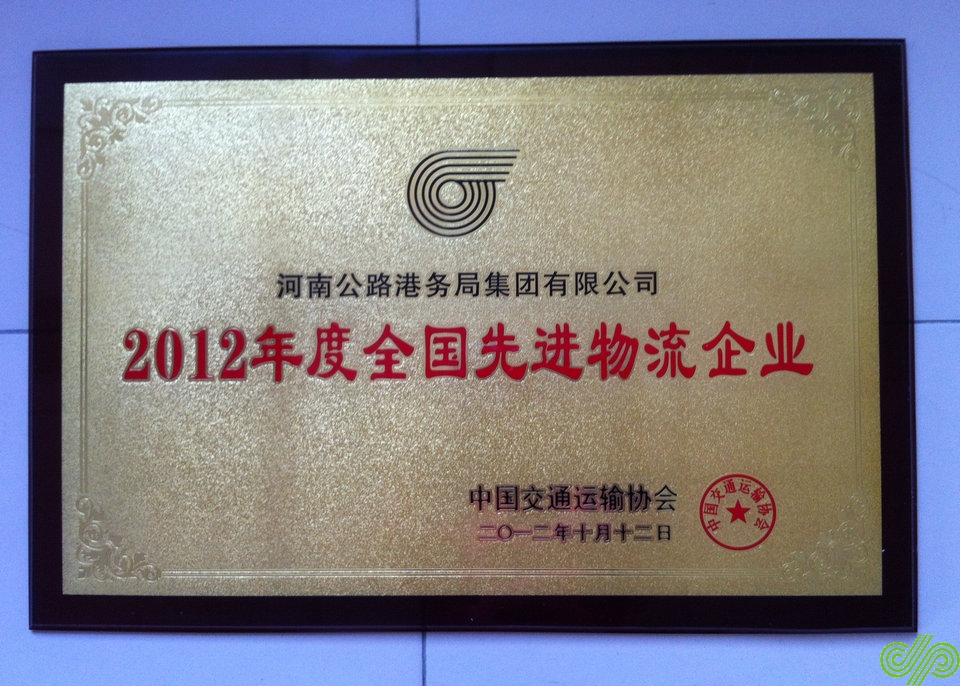 河南公路港务局集团有限公司
2012年度全国先进物流企业
中国交通运输协会
二〇一二年十月十二日
中国交通运输协会